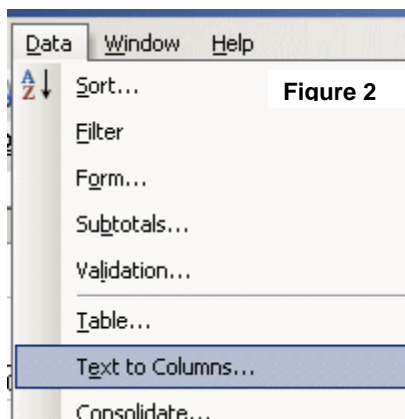 Data Window Help
Sort...
Figure 2
Filter
Form...
Subtotals...
Validation...
Table...
Text to Columns...
Consolidate...